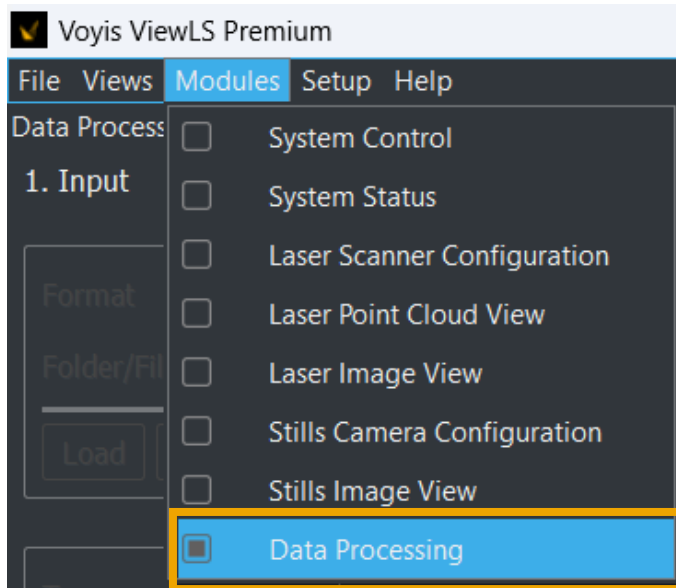 Voyis ViewLS Premium
File Views Modules Setup Help
Data Process
System Control
1. Input
System Status
Laser Scanner Configuration
Format
Laser Point Cloud View
Folder/Fil
Laser Image View
Stills Camera Configuration
Load
Stills Image View
Data Processing